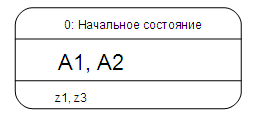 0: Начальное состояние
A1, A2
z1, z3